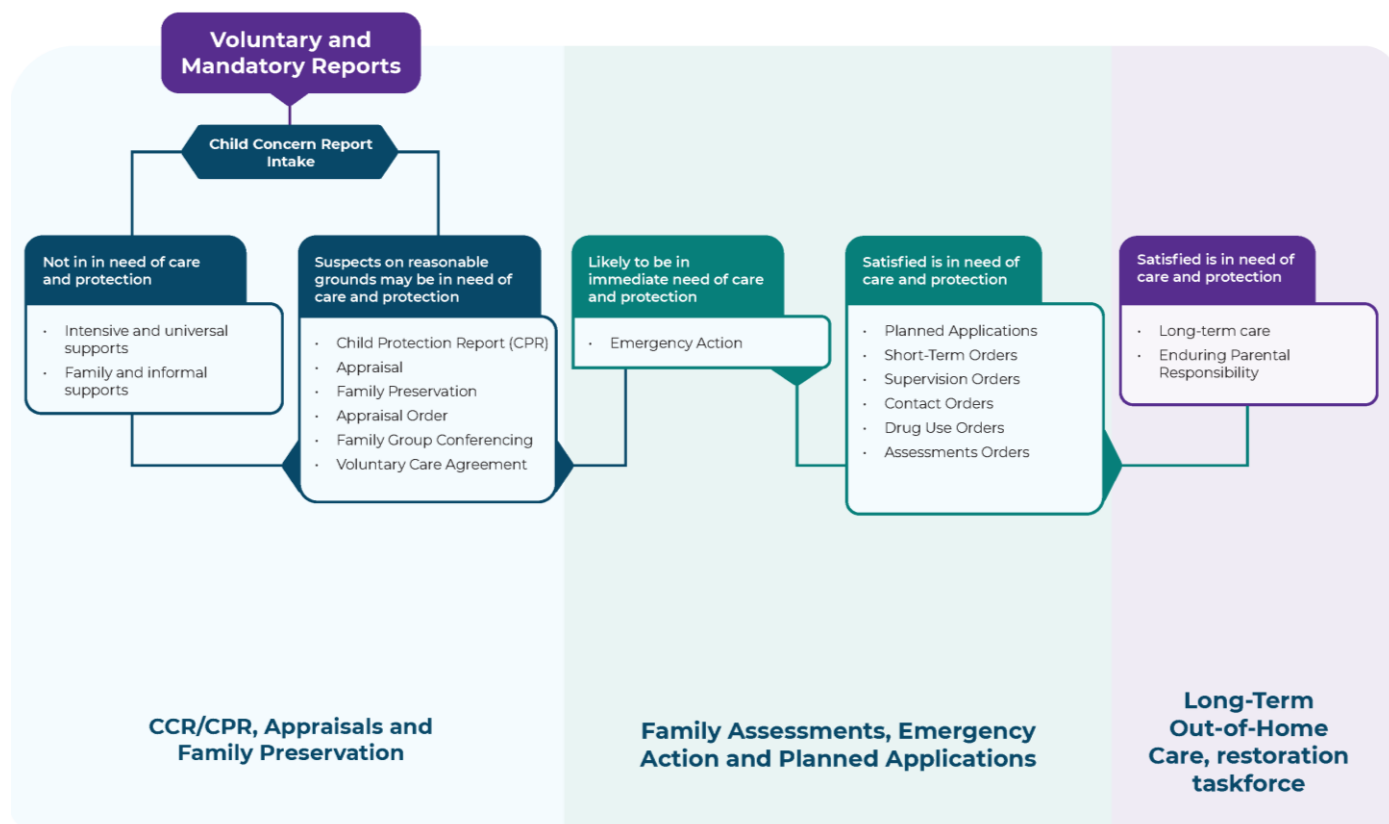 Voluntary and
Mandatory Reports
Child Concern Report
Intake
Not in in need of care
and protection
· Intensive and universal
supports
· Family and informal
supports
Suspects on reasonable
grounds may be in need of
care and protection
· Child Protection Report (CPR)
· Appraisal
· Family Preservation
· Appraisal Order
· Family Group Conferencing
· Voluntary Care Agreement
Likely to be in
immediate need of care
and protection
· Emergency Action
Satisfied is in need of
care and protection
· Planned Applications
· Short-Term Orders
· Supervision Orders
· Contact Orders
· Drug Use Orders
· Assessments Orders
Satisfied is in need of
care and protection
· Long-term care
· Enduring Parental
Responsibility
CCR/CPR, Appraisals and
Family Preservation
Family Assessments, Emergency
Action and Planned Applications
Long-Term
Out-of-Home
Care, restoration
taskforce